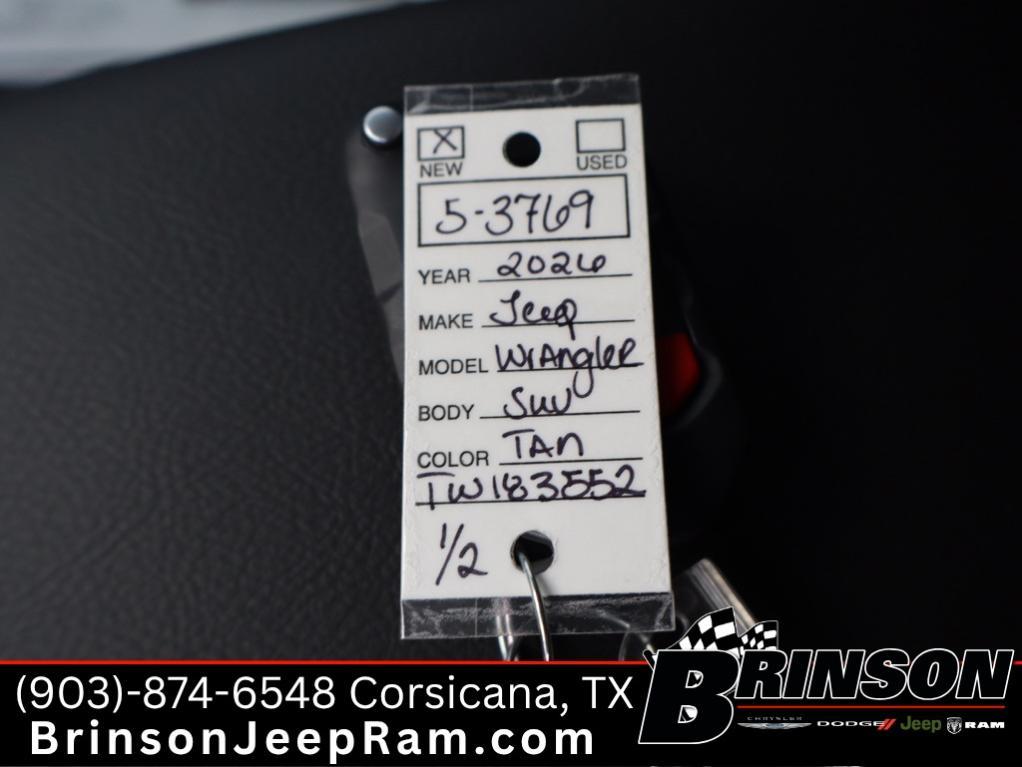 X
NEW USED
5-3769
YEAR 2026
MAKE Jeep
MODEL WrAngleR
BODY Suv
COLOR TAN
TW183552
1/2
(903)-874-6548 Corsicana, TX
BrinsonJeepRam.com
BRINSON
CHRYSLER DODGE Jeep RAM